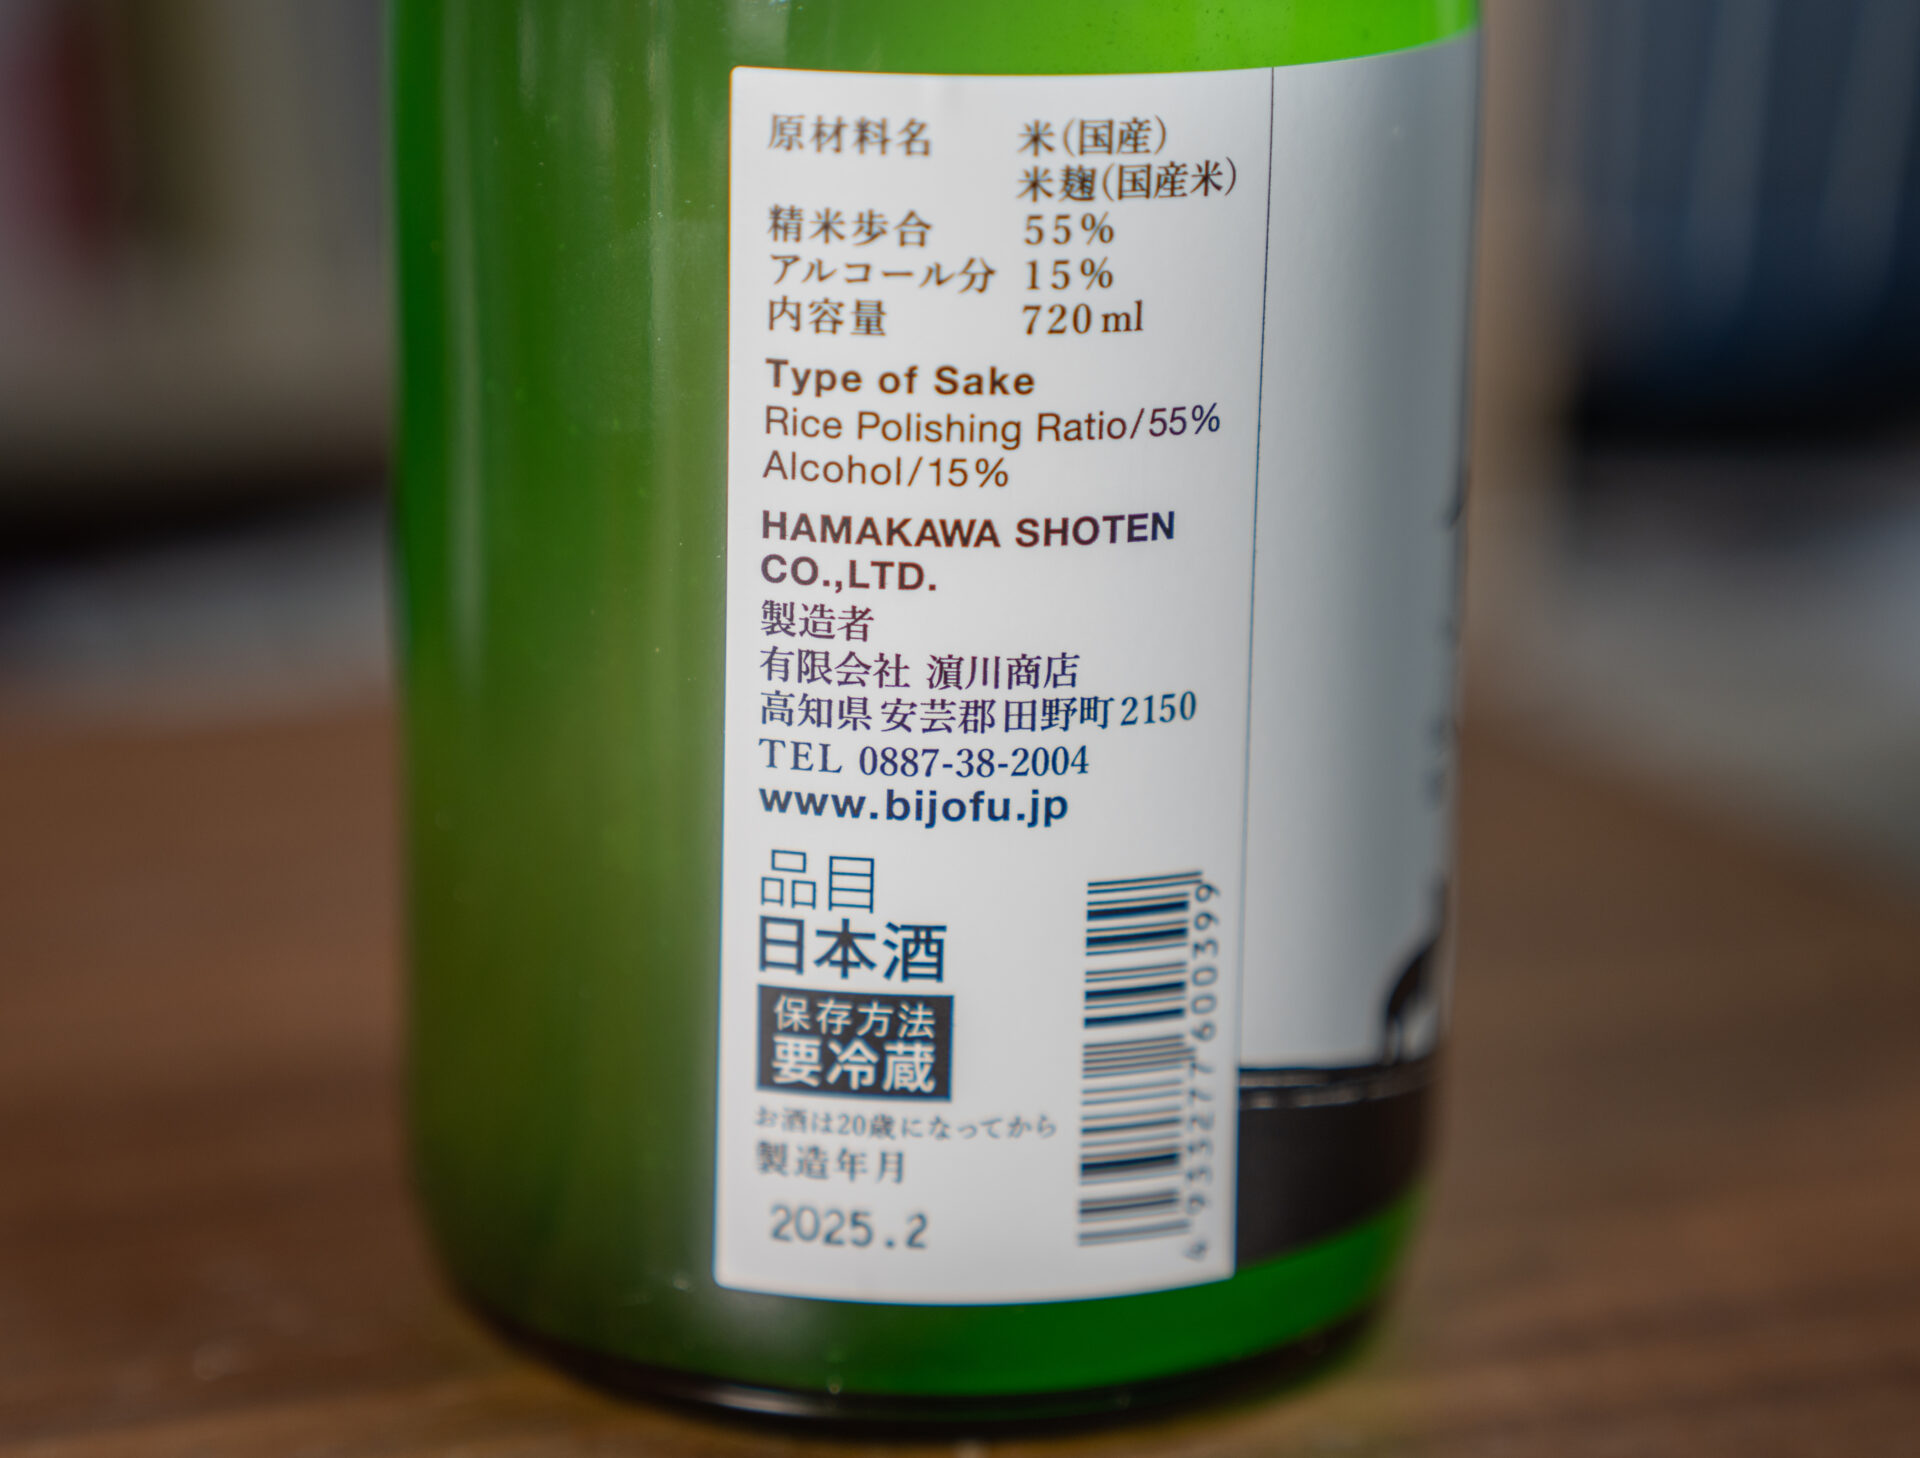 原材料名 米(国産)
米麹(国産米)
精米歩合 55%
アルコール分 15%
内容量 720ml
Type of Sake
Rice Polishing Ratio/55%
Alcohol/15%
HAMAKAWA SHOTEN
CO.,LTD.
製造者
有限会社 濵川商店
高知県安芸郡田野町2150
TEL 0887-38-2004
www.bijofu.jp
品目
日本酒
保存方法
要冷蔵
お酒は20歳になってから
製造年月
2025.2
4933277600399